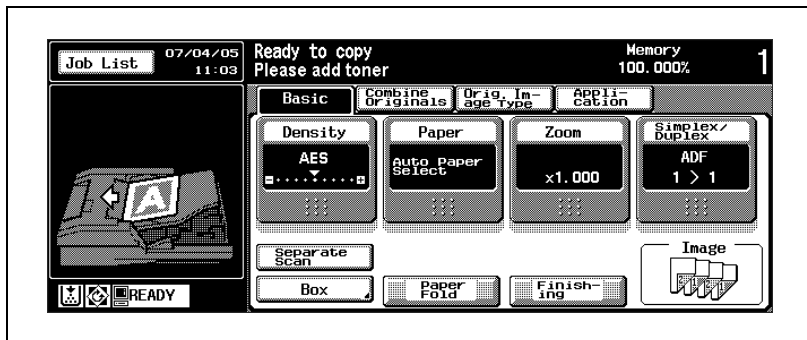 Job List
07/04/05
11:03
Ready to copy
Please add toner
Memory
100.000%
1
Basic
Combine
Originals
Orig. Im-
age Type
Appli-
cation
Density
AES
Paper
Auto Paper
Select
Zoom
x1.000
Simplex/
Duplex
ADF
1 > 1
A
Separate
Scan
Box
Paper
Fold
Finish-
ing
Image
READY